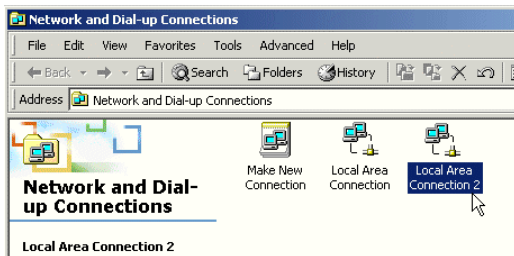 Network and Dial-up Connections
File Edit View Favorites Tools Advanced Help
Back Search Folders History
Address Network and Dial-up Connections
Make New
Connection
Local Area
Connection
Local Area
Connection 2
Network and Dial-
up Connections
Local Area Connection 2